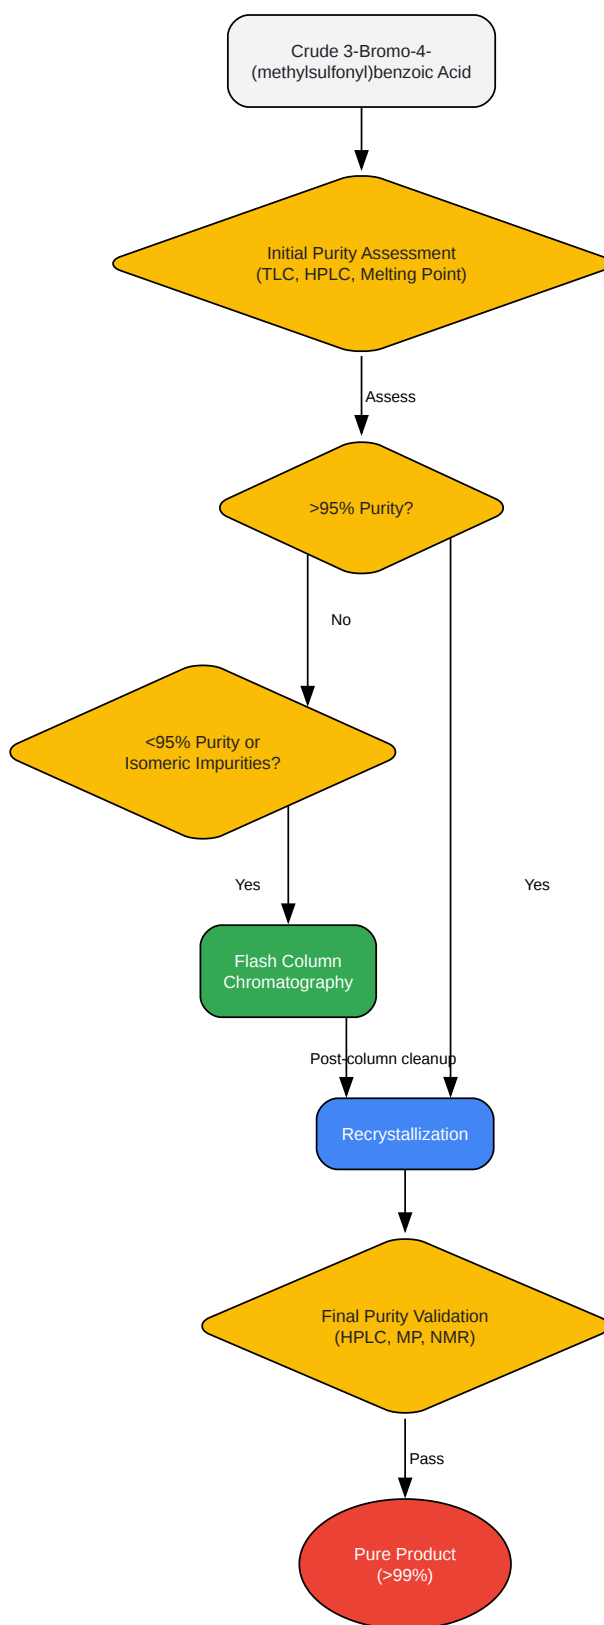 Crude 3-Bromo-4-
(methylsulfonyl)benzoic Acid
Initial Purity Assessment
(TLC, HPLC, Melting Point)
Assess
>95% Purity?
No
<95% Purity or
Isomeric Impurities?
Yes
Yes
Flash Column
Chromatography
Post-column cleanup
Recrystallization
Final Purity Validation
(HPLC, MP, NMR)
Pass
Pure Product
(>99%)